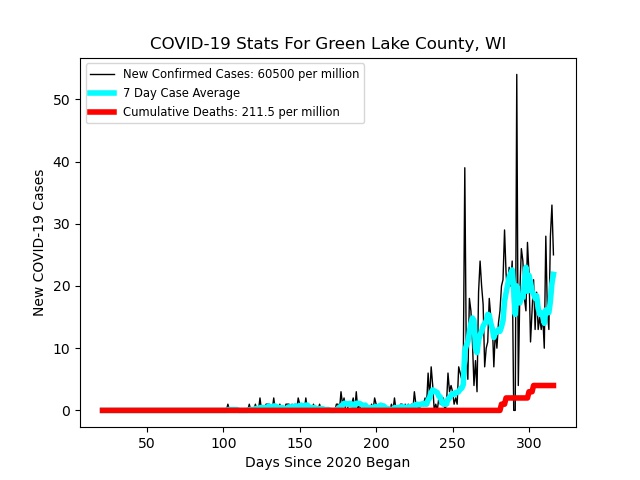 COVID-19 Stats For Green Lake County, WI
New Confirmed Cases: 60500 per million
7 Day Case Average
Cumulative Deaths: 211.5 per million
New COVID-19 Cases
50
40
30
20
10
0
50 100 150 200 250 300
Days Since 2020 Began